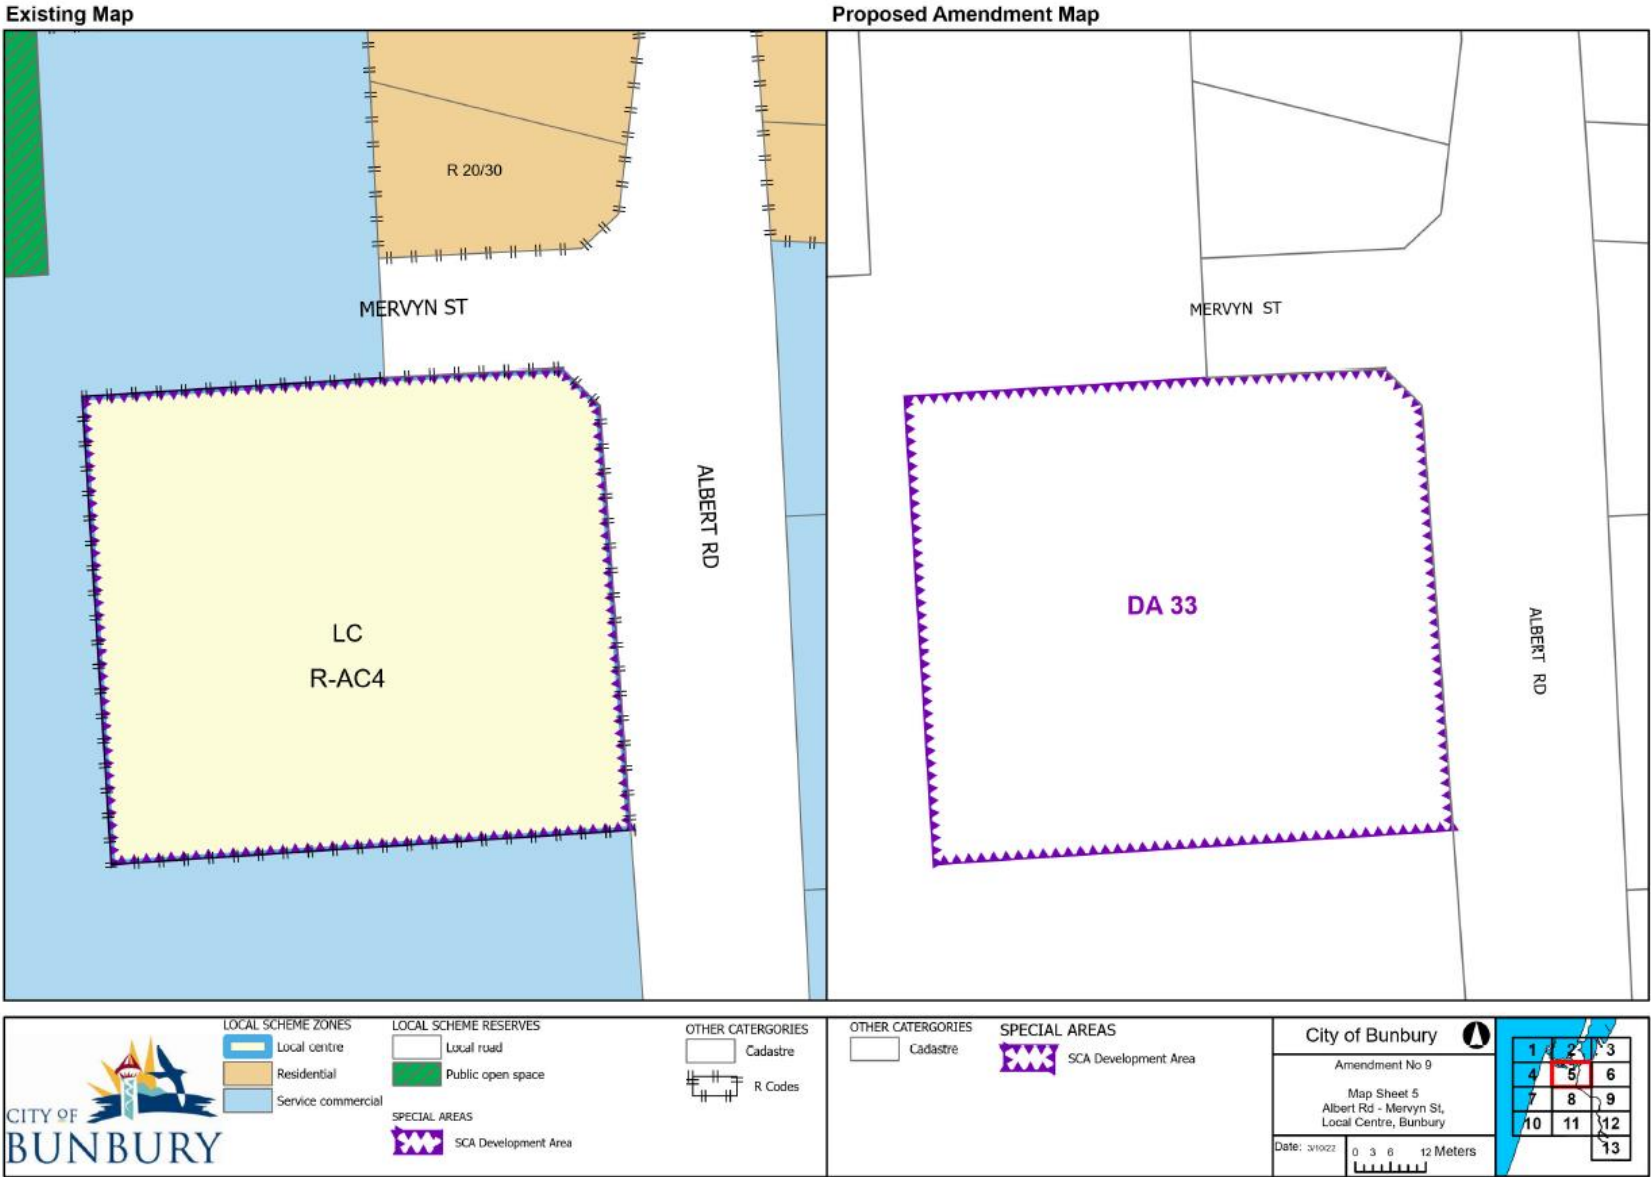 Existing Map
Proposed Amendment Map
R 20/30
MERVYN ST
ALBERT RD
LC
R-AC4
MERVYN ST
DA 33
ALBERT RD
CITY OF
BUNBURY
LOCAL SCHEME ZONES
Local centre
Residential
Service commercial
LOCAL SCHEME RESERVES
Local road
Public open space
SPECIAL AREAS
SCA Development Area
OTHER CATERGORIES
Cadastre
R Codes
OTHER CATERGORIES
Cadastre
SPECIAL AREAS
SCA Development Area
City of Bunbury
Amendment No 9
Map Sheet 5
Albert Rd - Mervyn St,
Local Centre, Bunbury
Date: 3/10/22
0 3 6 12 Meters
1 2 3
4 5 6
7 8 9
10 11 12
13